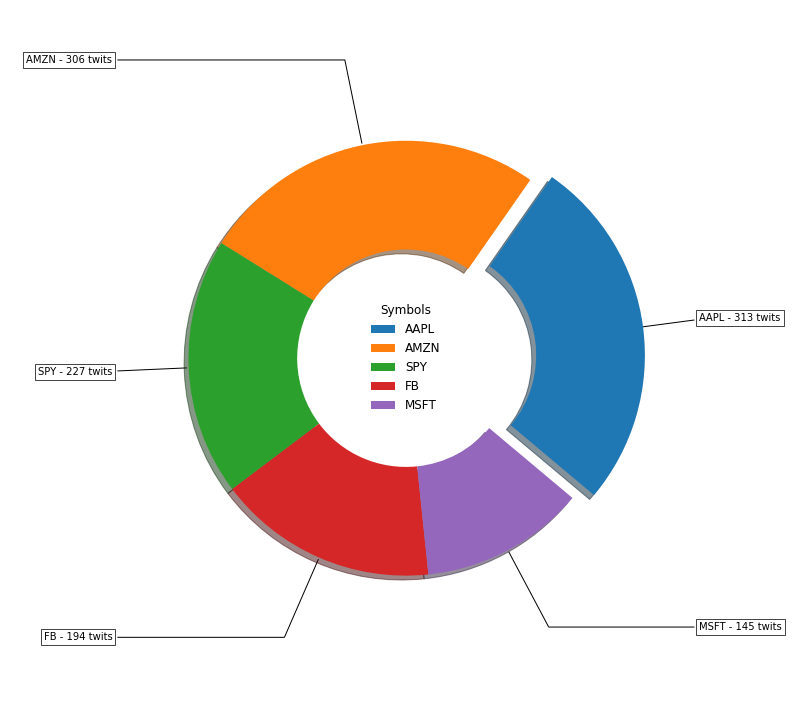 AMZN - 306 twits
AAPL - 313 twits
Symbols
AAPL
AMZN
SPY
FB
MSFT
SPY - 227 twits
FB - 194 twits
MSFT - 145 twits